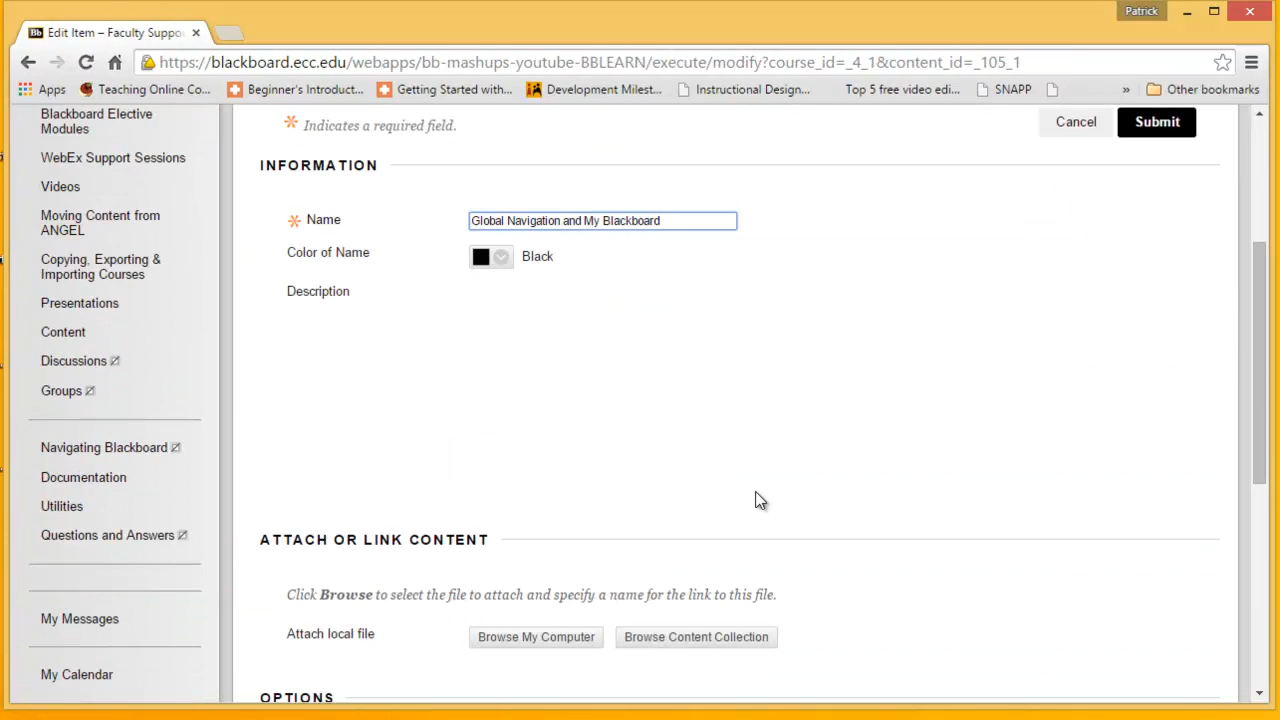 Patrick
Bb Edit Item – Faculty Suppo
https://blackboard.ecc.edu/webapps/bb-mashups-youtube-BBLEARN/execute/modify?course_id=_4_1&content_id=_105_1
Apps Teaching Online Co... Beginner's Introduct... Getting Started with... Development Milest... Instructional Design... Top 5 free video edi... SNAPP » Other bookmarks
Blackboard Elective
Modules
WebEx Support Sessions
Videos
Moving Content from
ANGEL
Copying, Exporting &
Importing Courses
Presentations
Content
Discussions
Groups
Navigating Blackboard
Documentation
Utilities
Questions and Answers
My Messages
My Calendar
Indicates a required field.
Cancel Submit
INFORMATION
Name Global Navigation and My Blackboard
Color of Name Black
Description
ATTACH OR LINK CONTENT
Click Browse to select the file to attach and specify a name for the link to this file.
Attach local file Browse My Computer Browse Content Collection
OPTIONS